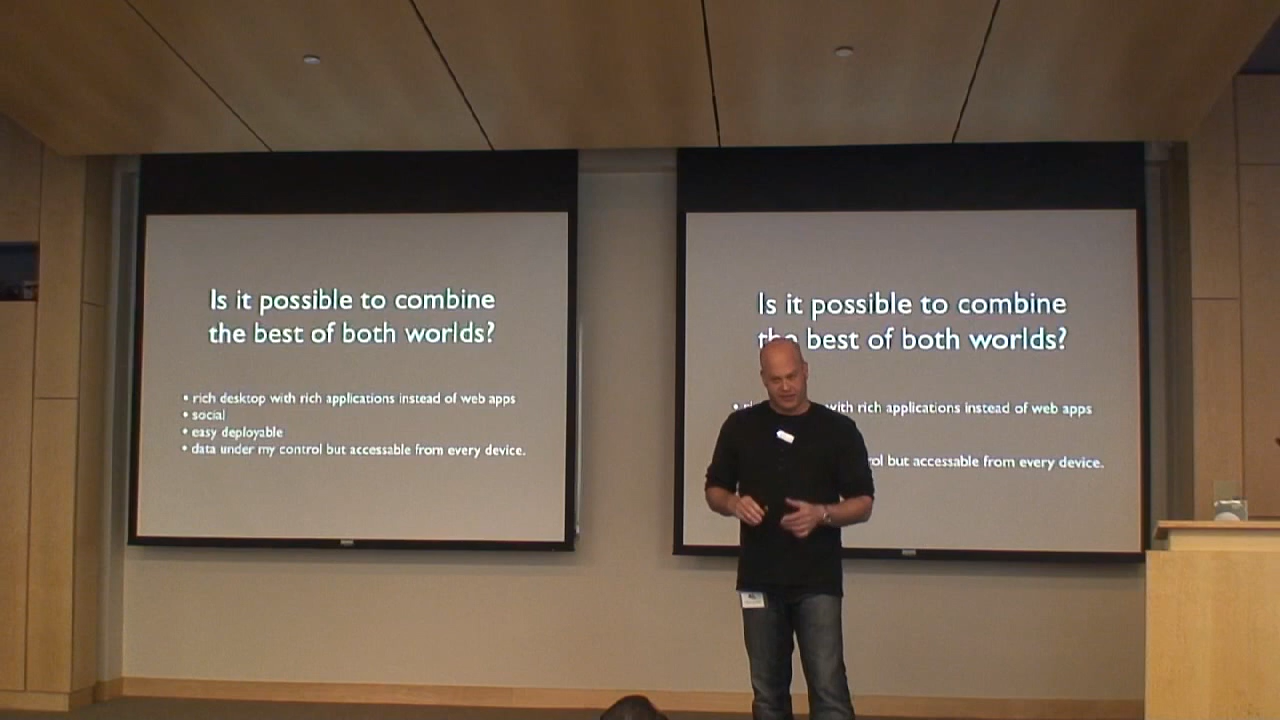 Is it possible to combine
the best of both worlds?
• rich desktop with rich applications instead of web apps
• social
• easy deployable
• data under my control but accessable from every device.
Is it possible to combine
the best of both worlds?
with rich applications instead of web apps
but accessable from every device.